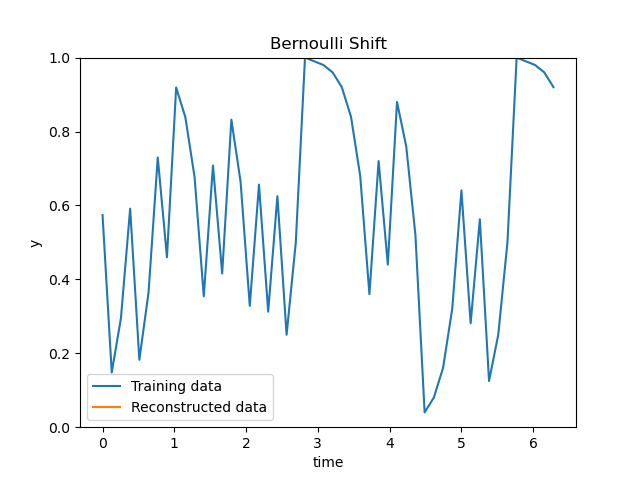 Bernoulli Shift
1.0
0.8
0.6
0.4
0.2
0.0
y
Training data
Reconstructed data
0 1 2 3 4 5 6
time